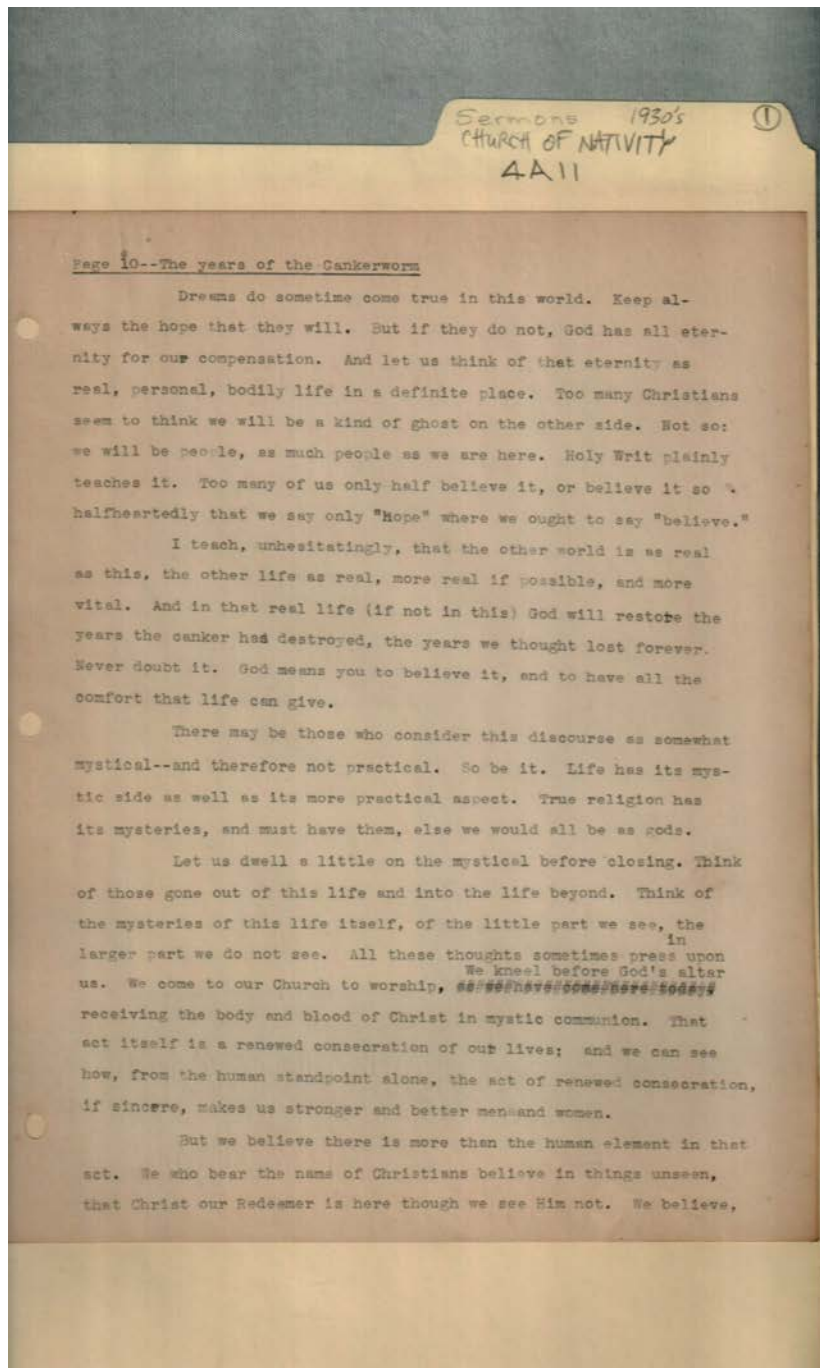 Sermons 1930's ①
CHURCH OF NATIVITY
4A11
Page 10--The years of the Cankerworm
Dreams do sometime come true in this world. Keep al-
ways the hope that they will. But if they do not, God has all eter-
nity for our compensation. And let us think of that eternity as
real, personal, bodily life in a definite place. Too many Christians
seem to think we will be a kind of ghost on the other side. Not so:
we will be people, as much people as we are here. Holy Writ plainly
teaches it. Too many of us only half believe it, or believe it so
halfheartedly that we say only "Hope" where we ought to say "believe."
I teach, unhesitatingly, that the other world is as real
as this, the other life as real, more real if possible, and more
vital. And in that real life (if not in this) God will restore the
years the canker has destroyed, the years we thought lost forever.
Never doubt it. God means you to believe it, and to have all the
comfort that life can give.
There may be those who consider this discourse as somewhat
mystical--and therefore not practical. So be it. Life has its mys-
tic side as well as its more practical aspect. True religion has
its mysteries, and must have them, else we would all be as gods.
Let us dwell a little on the mystical before closing. Think
of those gone out of this life and into the life beyond. Think of
the mysteries of this life itself, of the little part we see, the
in
larger part we do not see. All these thoughts sometimes press upon
We kneel before God's altar
us. We come to our Church to worship, as we have come here today,
receiving the body and blood of Christ in mystic communion. That
act itself is a renewed consecration of our lives; and we can see
how, from the human standpoint alone, the act of renewed consecration,
if sincere, makes us stronger and better men and women.
But we believe there is more than the human element in that
act. We who bear the name of Christians believe in things unseen,
that Christ our Redeemer is here though we see Him not. We believe,